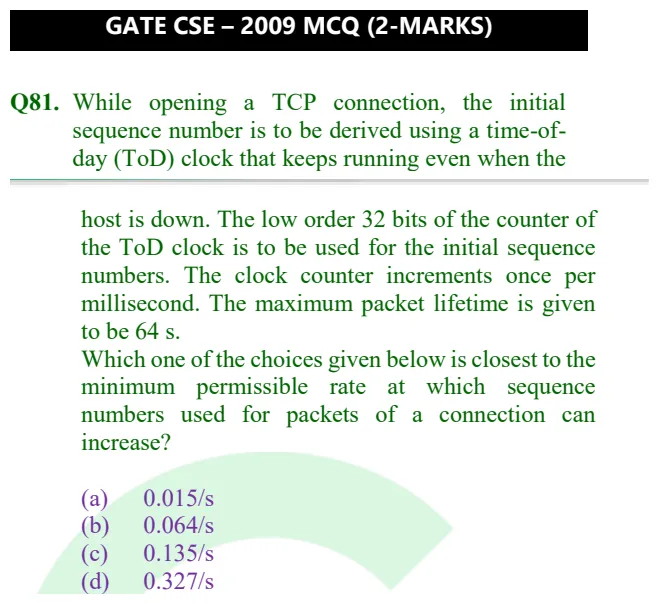 GATE CSE – 2009 MCQ (2-MARKS)
Q81. While opening a TCP connection, the initial
sequence number is to be derived using a time-of-
day (ToD) clock that keeps running even when the
host is down. The low order 32 bits of the counter of
the ToD clock is to be used for the initial sequence
numbers. The clock counter increments once per
millisecond. The maximum packet lifetime is given
to be 64 s.
Which one of the choices given below is closest to the
minimum permissible rate at which sequence
numbers used for packets of a connection can
increase?
(a) 0.015/s
(b) 0.064/s
(c) 0.135/s
(d) 0.327/s